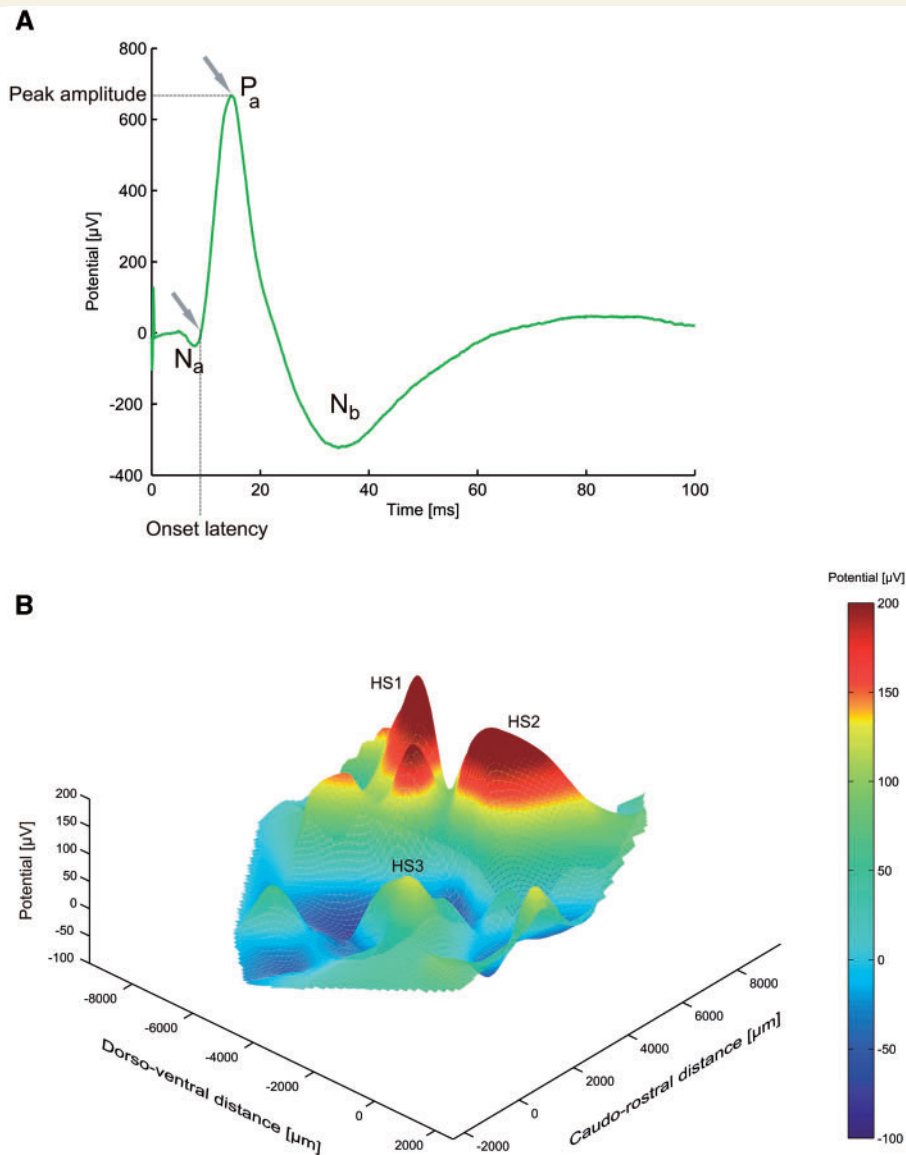 A
800
Peak amplitude
P
a
600
400
Potential [µV]
200
0
N
a
N
b
-200
-400
0
20
40
60
80
100
Time [ms]
Onset latency
B
Potential [µV]
200
150
100
50
0
-50
-100
HS1
HS2
HS3
200
150
100
50
0
-50
-100
Potential [µV]
-8000
-6000
-4000
-2000
0
2000
Dorso-ventral distance [µm]
-2000
0
2000
4000
6000
8000
Caudo-rostral distance [µm]